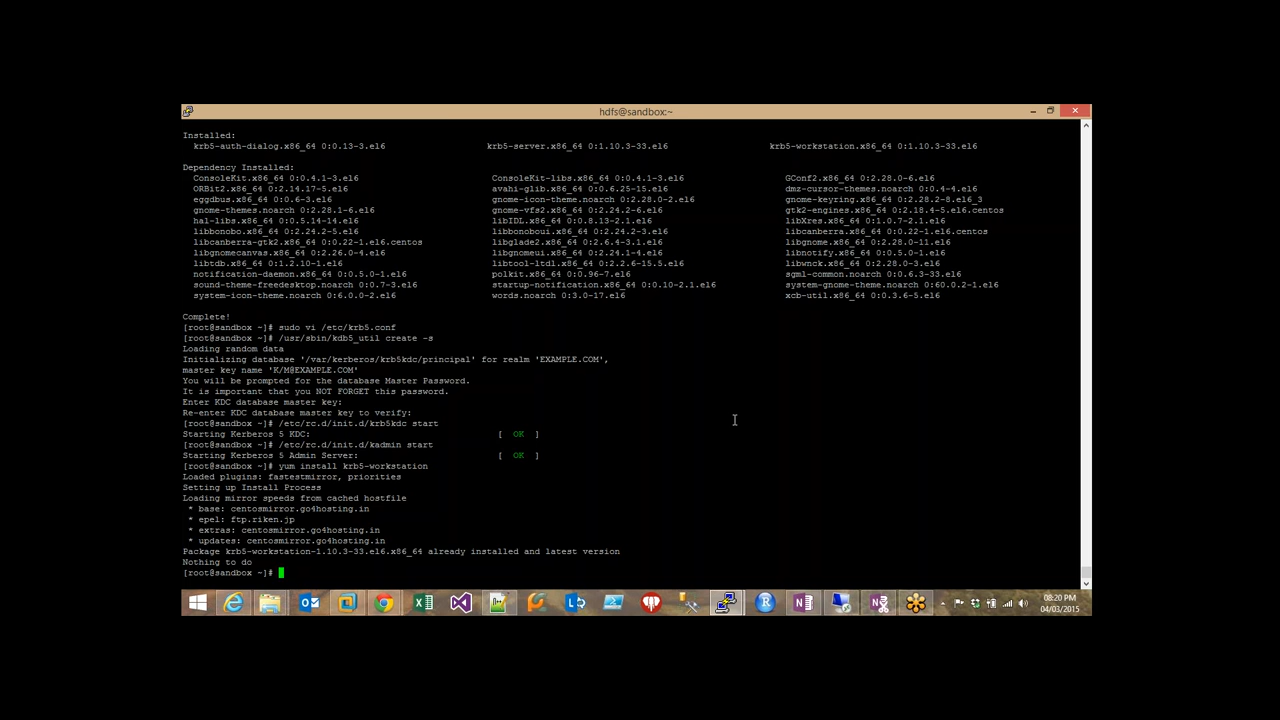 hdfs@sandbox:~
Installed:
krb5-auth-dialog.x86_64 0:0.13-3.el6 krb5-server.x86_64 0:1.10.3-33.el6 krb5-workstation.x86_64 0:1.10.3-33.el6
Dependency Installed:
ConsoleKit.x86_64 0:0.4.1-3.el6 ConsoleKit-libs.x86_64 0:0.4.1-3.el6 GConf2.x86_64 0:2.28.0-6.el6
ORBit2.x86_64 0:2.14.17-5.el6 avahi-glib.x86_64 0:0.6.25-15.el6 dmz-cursor-themes.noarch 0:0.4-4.el6
eggdbus.x86_64 0:0.6-3.el6 gnome-icon-theme.noarch 0:2.28.0-2.el6 gnome-keyring.x86_64 0:2.28.2-8.el6_3
gnome-themes.noarch 0:2.28.1-6.el6 gnome-vfs2.x86_64 0:2.24.2-6.el6 gtk2-engines.x86_64 0:2.18.4-5.el6.centos
hal-libs.x86_64 0:0.5.14-14.el6 libIDL.x86_64 0:0.8.13-2.1.el6 libXres.x86_64 0:1.0.7-2.1.el6
libbonobo.x86_64 0:2.24.2-5.el6 libbonoboui.x86_64 0:2.24.2-3.el6 libcanberra.x86_64 0:0.22-1.el6.centos
libcanberra-gtk2.x86_64 0:0.22-1.el6.centos libglade2.x86_64 0:2.6.4-3.1.el6 libgnome.x86_64 0:2.28.0-11.el6
libgnomecanvas.x86_64 0:2.26.0-4.el6 libgnomeui.x86_64 0:2.24.1-4.el6 libnotify.x86_64 0:0.5.0-1.el6
libtdb.x86_64 0:1.2.10-1.el6 libtool-ltdl.x86_64 0:2.2.6-15.5.el6 libwnck.x86_64 0:2.28.0-3.el6
notification-daemon.x86_64 0:0.5.0-1.el6 polkit.x86_64 0:0.96-7.el6 sgml-common.noarch 0:0.6.3-33.el6
sound-theme-freedesktop.noarch 0:0.7-3.el6 startup-notification.x86_64 0:0.10-2.1.el6 system-gnome-theme.noarch 0:60.0.2-1.el6
system-icon-theme.noarch 0:6.0.0-2.el6 words.noarch 0:3.0-17.el6 xcb-util.x86_64 0:0.3.6-5.el6
Complete!
[root@sandbox ~]# sudo vi /etc/krb5.conf
[root@sandbox ~]# /usr/sbin/kdb5_util create -s
Loading random data
Initializing database '/var/kerberos/krb5kdc/principal' for realm 'EXAMPLE.COM',
master key name 'K/M@EXAMPLE.COM'
You will be prompted for the database Master Password.
It is important that you NOT FORGET this password.
Enter KDC database master key:
Re-enter KDC database master key to verify:
[root@sandbox ~]# /etc/rc.d/init.d/krb5kdc start
Starting Kerberos 5 KDC: [ OK ]
[root@sandbox ~]# /etc/rc.d/init.d/kadmin start
Starting Kerberos 5 Admin Server: [ OK ]
[root@sandbox ~]# yum install krb5-workstation
Loaded plugins: fastestmirror, priorities
Setting up Install Process
Loading mirror speeds from cached hostfile
* base: centosmirror.go4hosting.in
* epel: ftp.riken.jp
* extras: centosmirror.go4hosting.in
* updates: centosmirror.go4hosting.in
Package krb5-workstation-1.10.3-33.el6.x86_64 already installed and latest version
Nothing to do
[root@sandbox ~]#
08:20 PM
04/03/2015